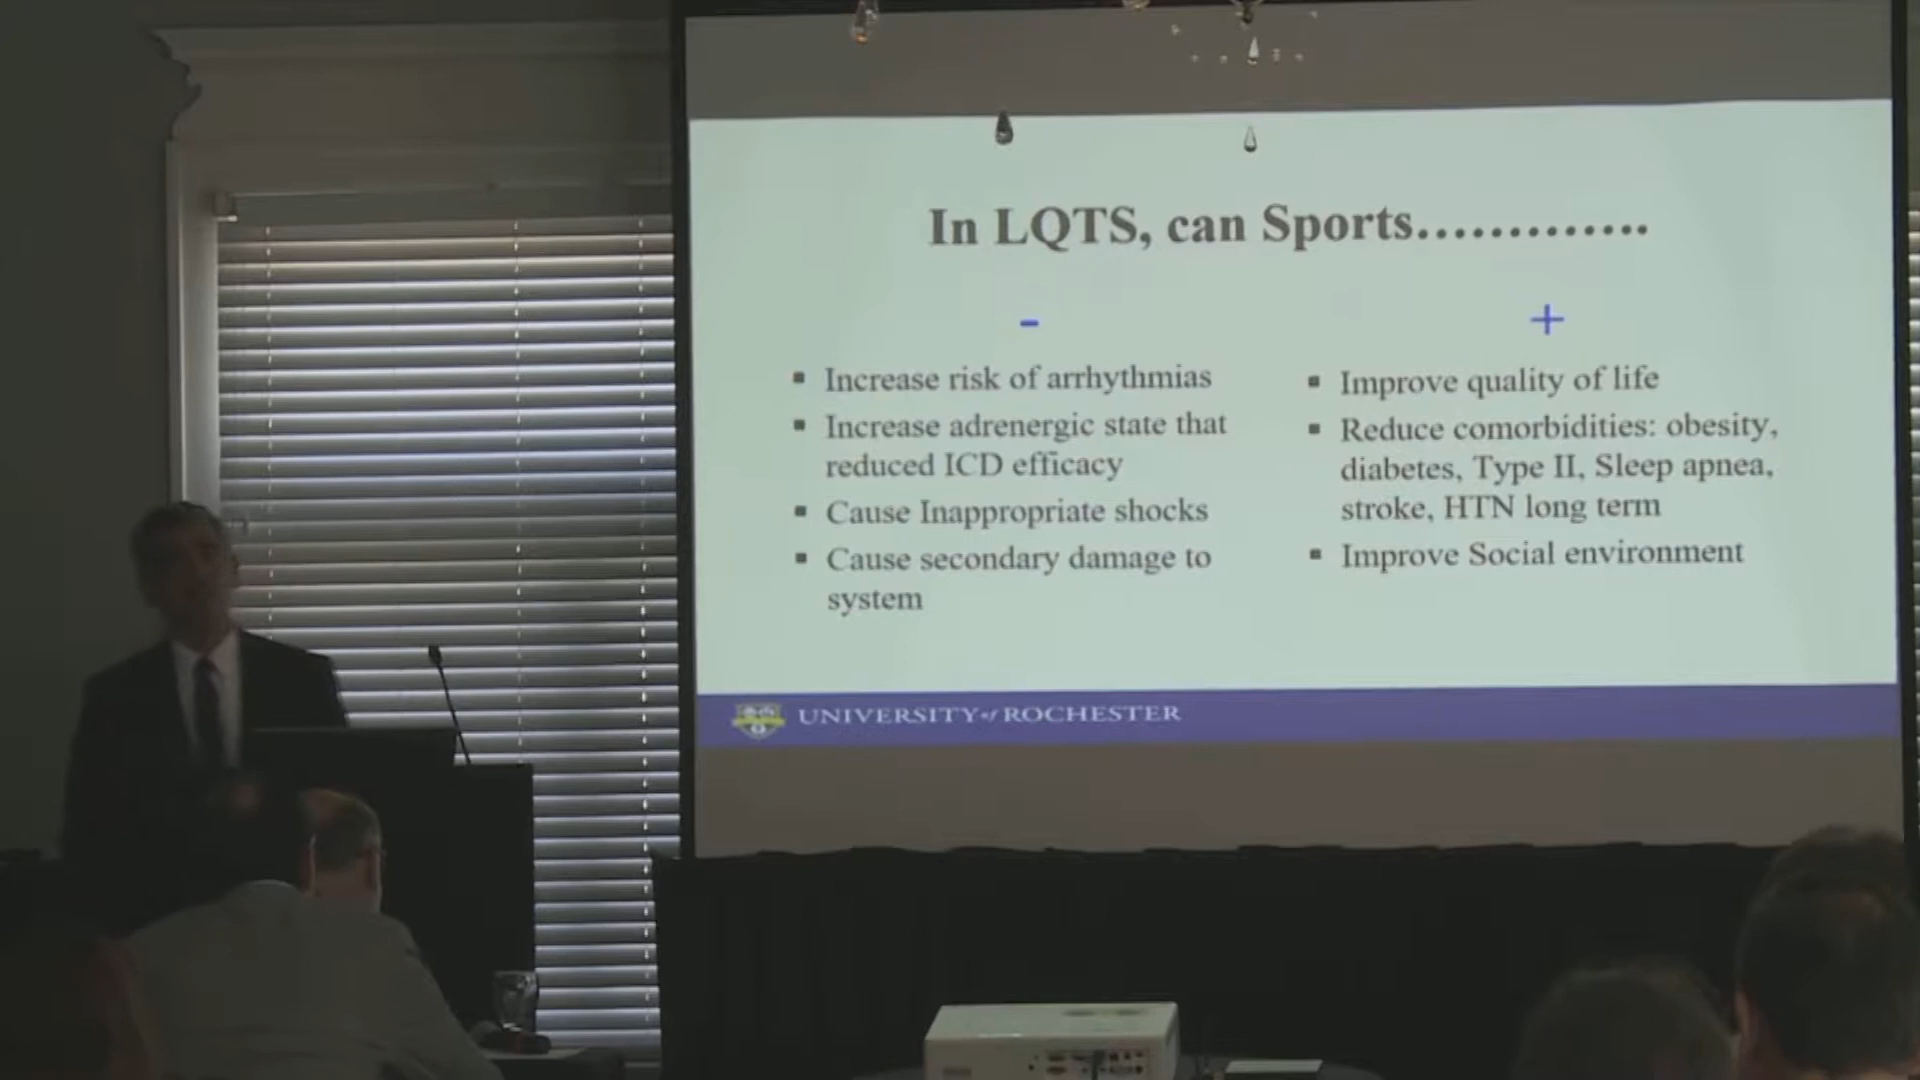 In LQTS, can Sports.............
-
▪ Increase risk of arrhythmias
▪ Increase adrenergic state that
reduced ICD efficacy
▪ Cause Inappropriate shocks
▪ Cause secondary damage to
system
+
▪ Improve quality of life
▪ Reduce comorbidities: obesity,
diabetes, Type II, Sleep apnea,
stroke, HTN long term
▪ Improve Social environment
UNIVERSITY of ROCHESTER